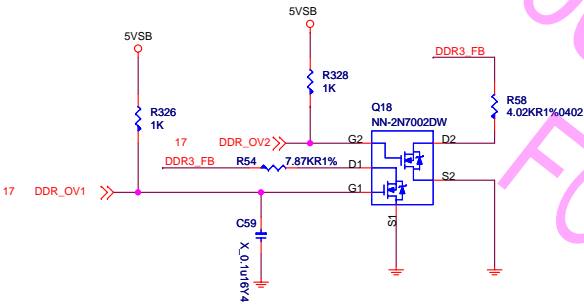 5VSB
5VSB
DDR3_FB
R328
1K
R326
1K
R58
4.02KR1%0402
Q18
NN-2N7002DW
17 DDR_OV2
G2
D2
DDR3_FB
R54
7.87KR1%
D1
S2
17 DDR_OV1
G1
S1
C59
X_0.1u16Y4